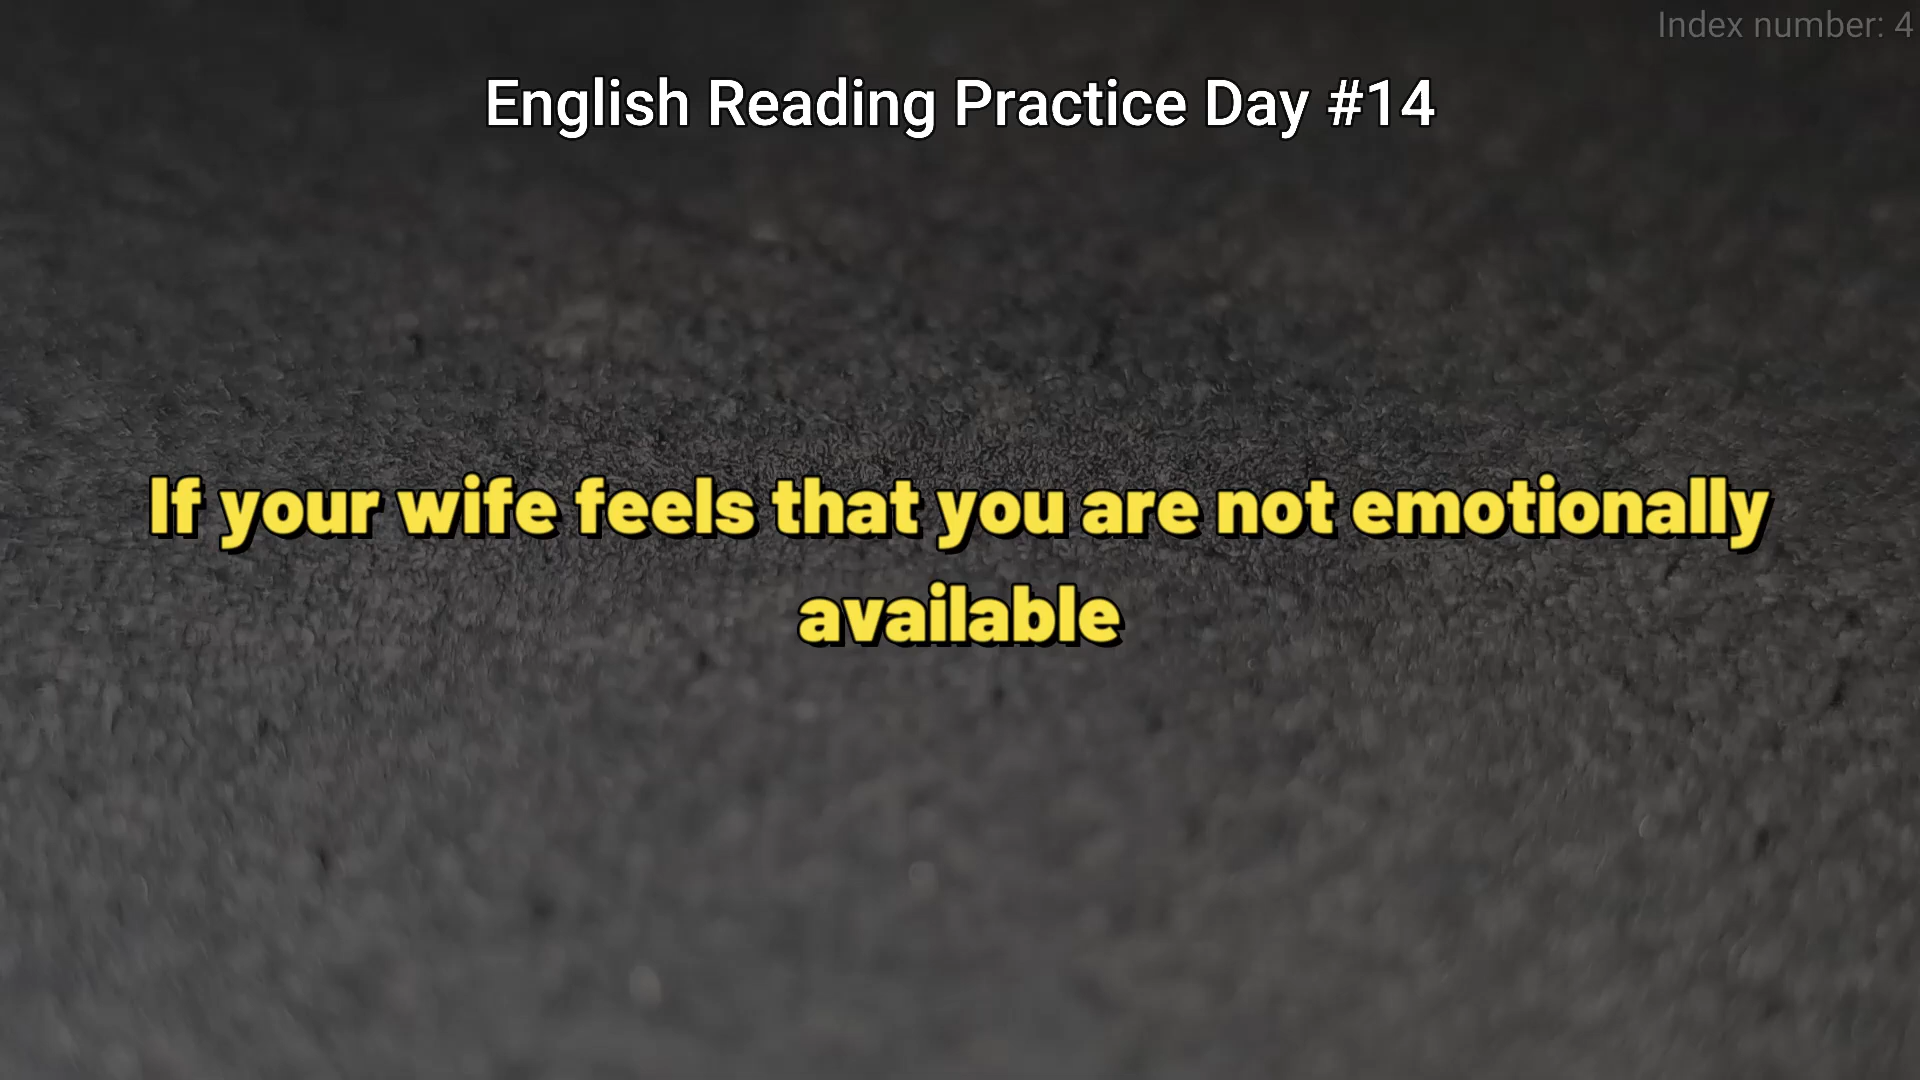 Index number: 4
English Reading Practice Day #14
If your wife feels that you are not emotionally
available